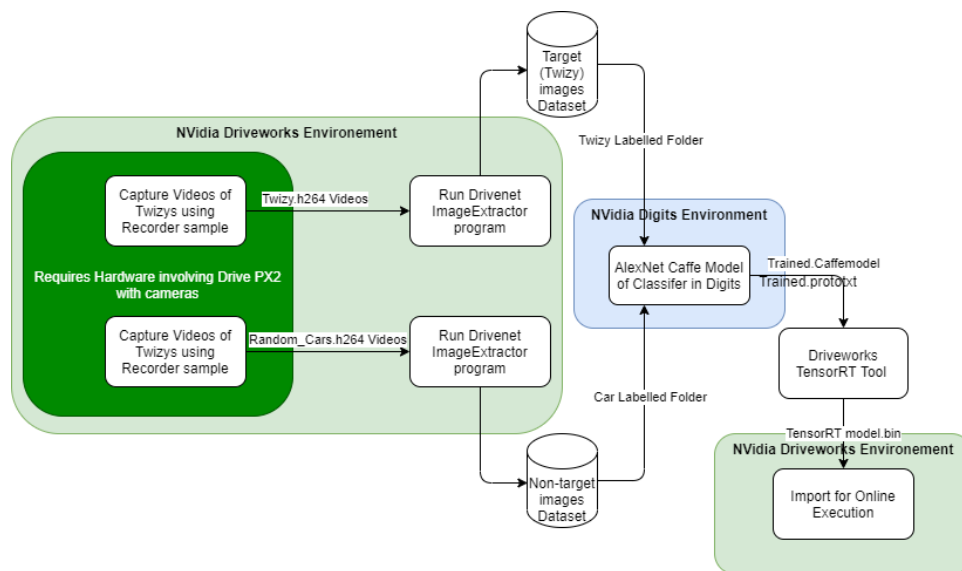 Target
(Twizy)
images
Dataset
NVidia Driveworks Environement
Capture Videos of
Twizys using
Recorder sample
Twizy.h264 Videos
Run Drivenet
ImageExtractor
program
Twizy Labelled Folder
NVidia Digits Environment
Requires Hardware involving Drive PX2
with cameras
AlexNet Caffe Model
of Classifer in Digits
Trained.Caffemodel
Trained.prototxt
Capture Videos of
Twizys using
Recorder sample
Random_Cars.h264 Videos
Run Drivenet
ImageExtractor
program
Driveworks
TensorRT Tool
Car Labelled Folder
TensorRT model.bin
NVidia Driveworks Environement
Non-target
images
Dataset
Import for Online
Execution